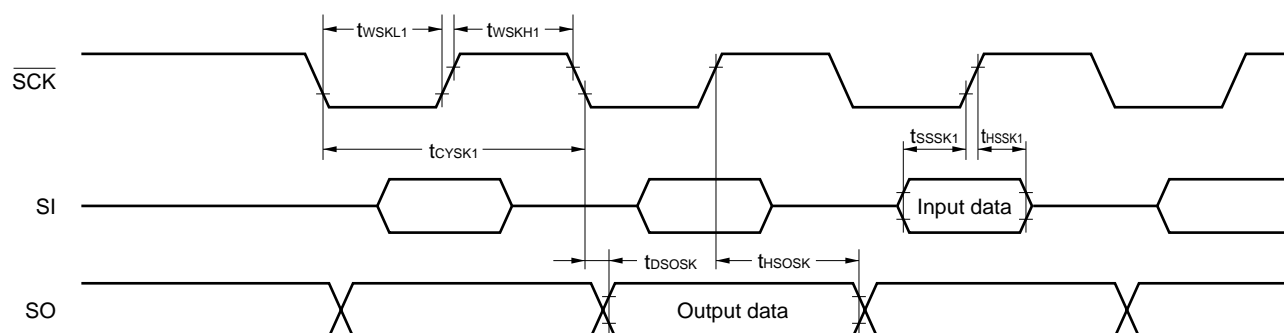 tWSKL1 tWSKH1
SCK
tCYSK1
tSSSK1 tHSSK1
SI
Input data
tDSOSK tHSOSK
SO
Output data